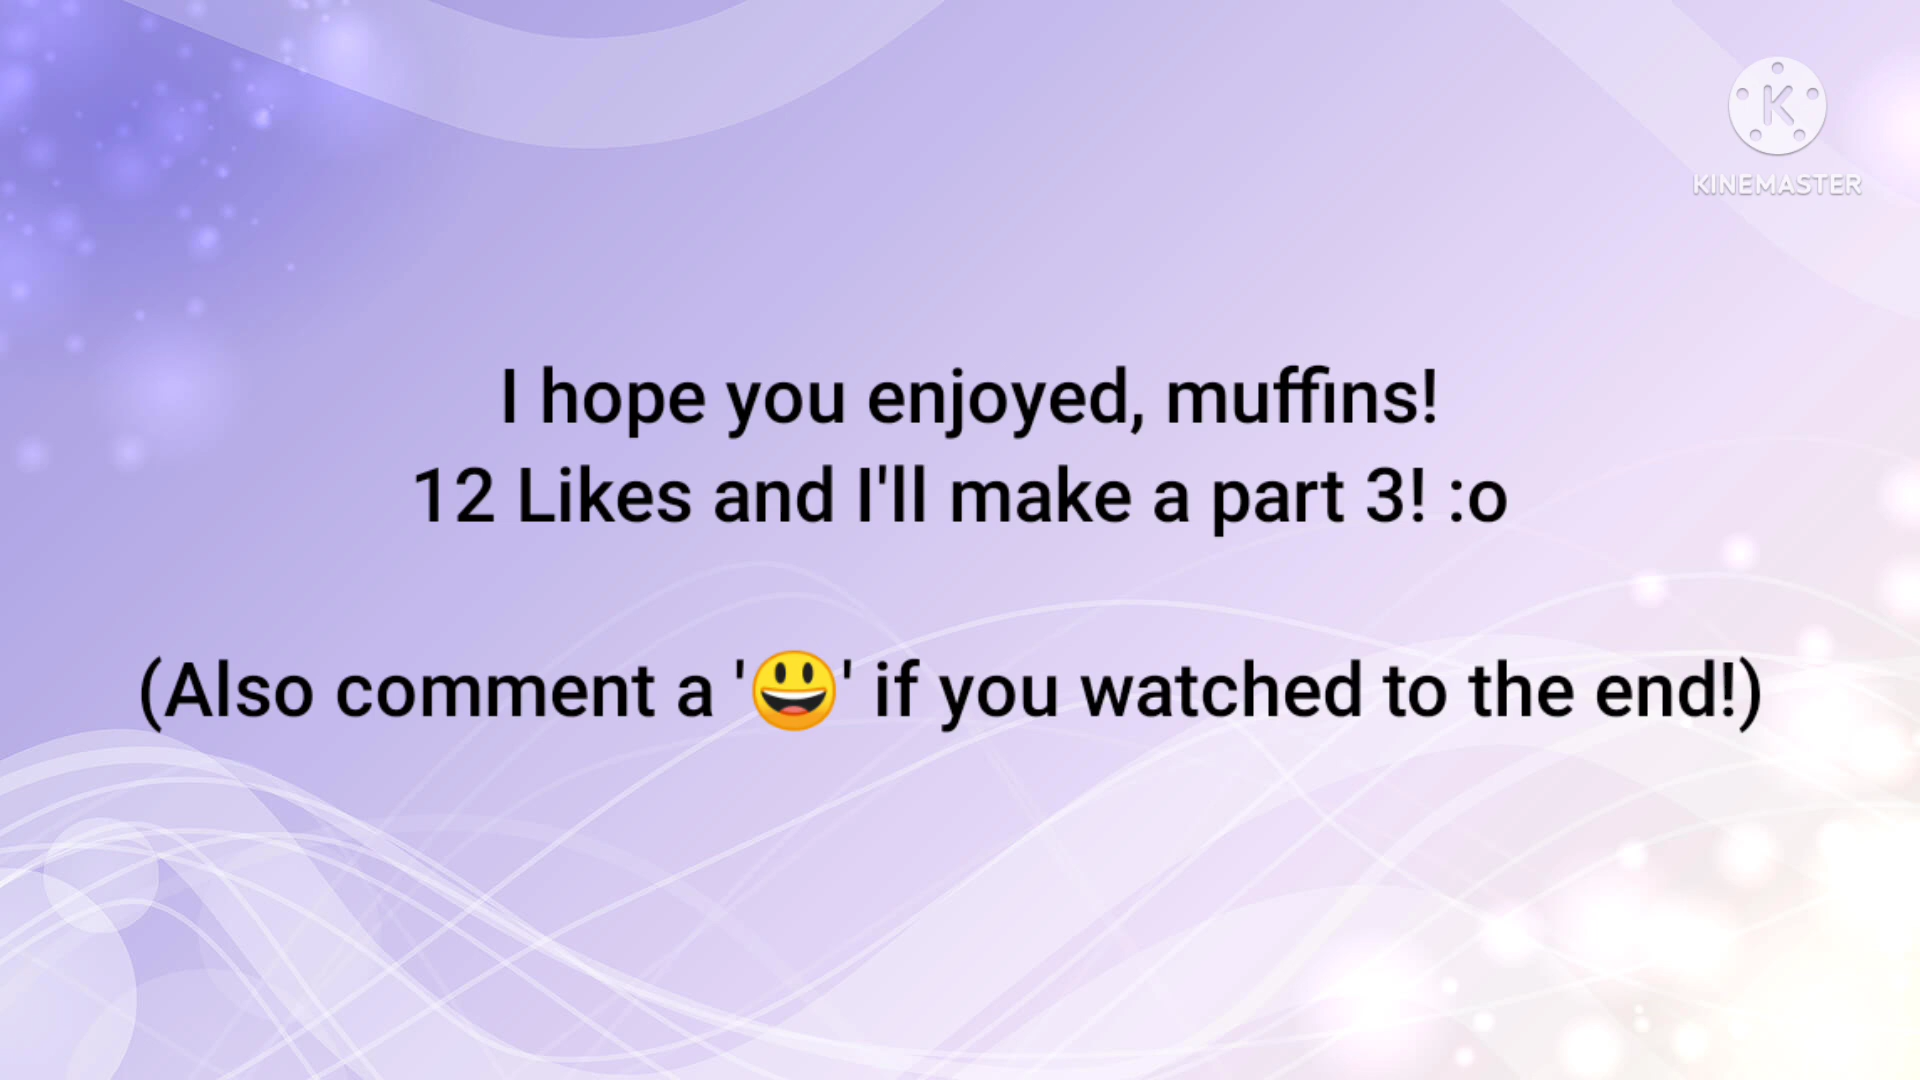 KINEMASTER
I hope you enjoyed, muffins!
12 Likes and I'll make a part 3! :o
(Also comment a '😃' if you watched to the end!)